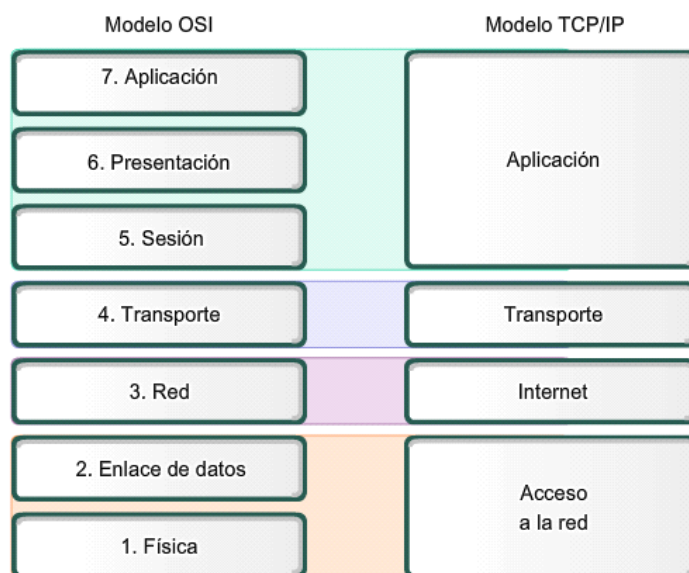 Modelo OSI
Modelo TCP/IP
7. Aplicación
6. Presentación
5. Sesión
Aplicación
4. Transporte
Transporte
3. Red
Internet
2. Enlace de datos
1. Física
Acceso
a la red